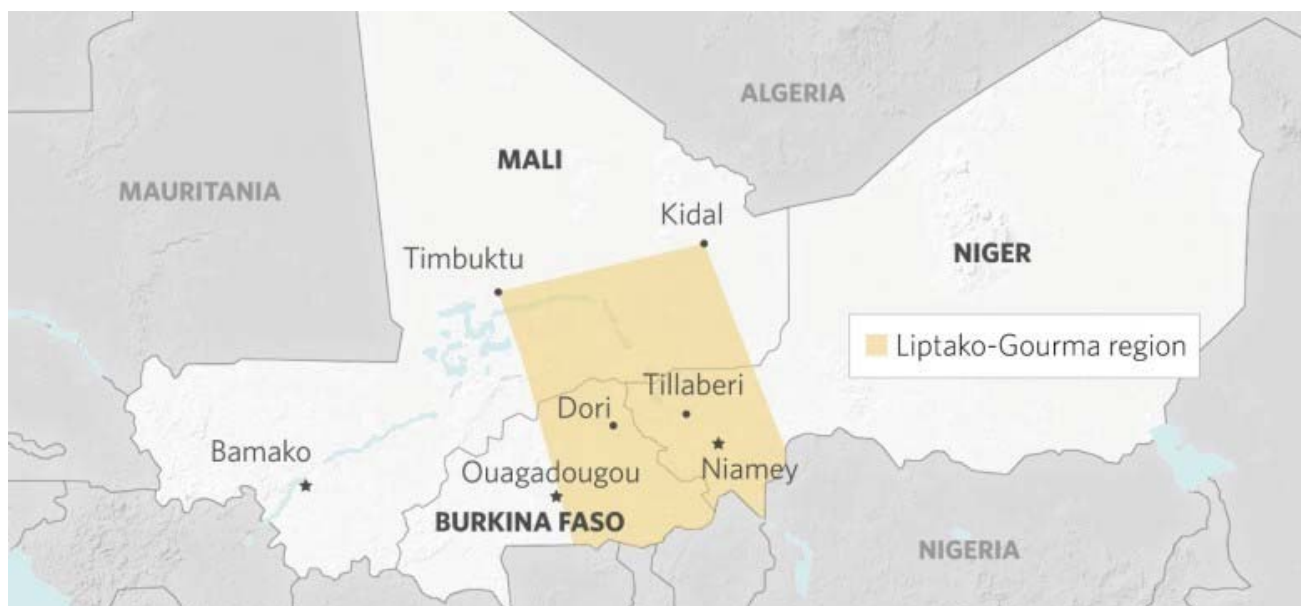 ALGERIA
MALI
MAURITANIA
Kidal
Timbuktu
NIGER
Liptako-Gourma region
Tillaberi
Dori
Bamako
Ouagadougou
Niamey
BURKINA FASO
NIGERIA